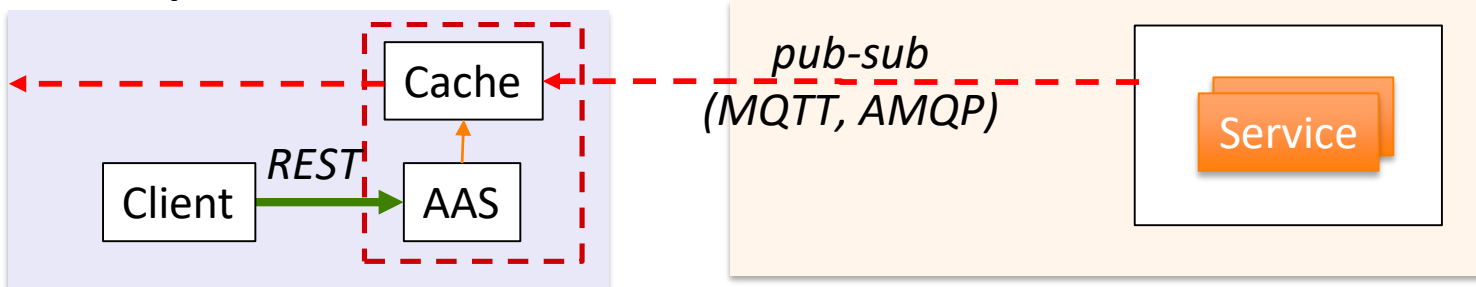 Cache
pub-sub
(MQTT, AMQP)
Service
REST
Client
AAS